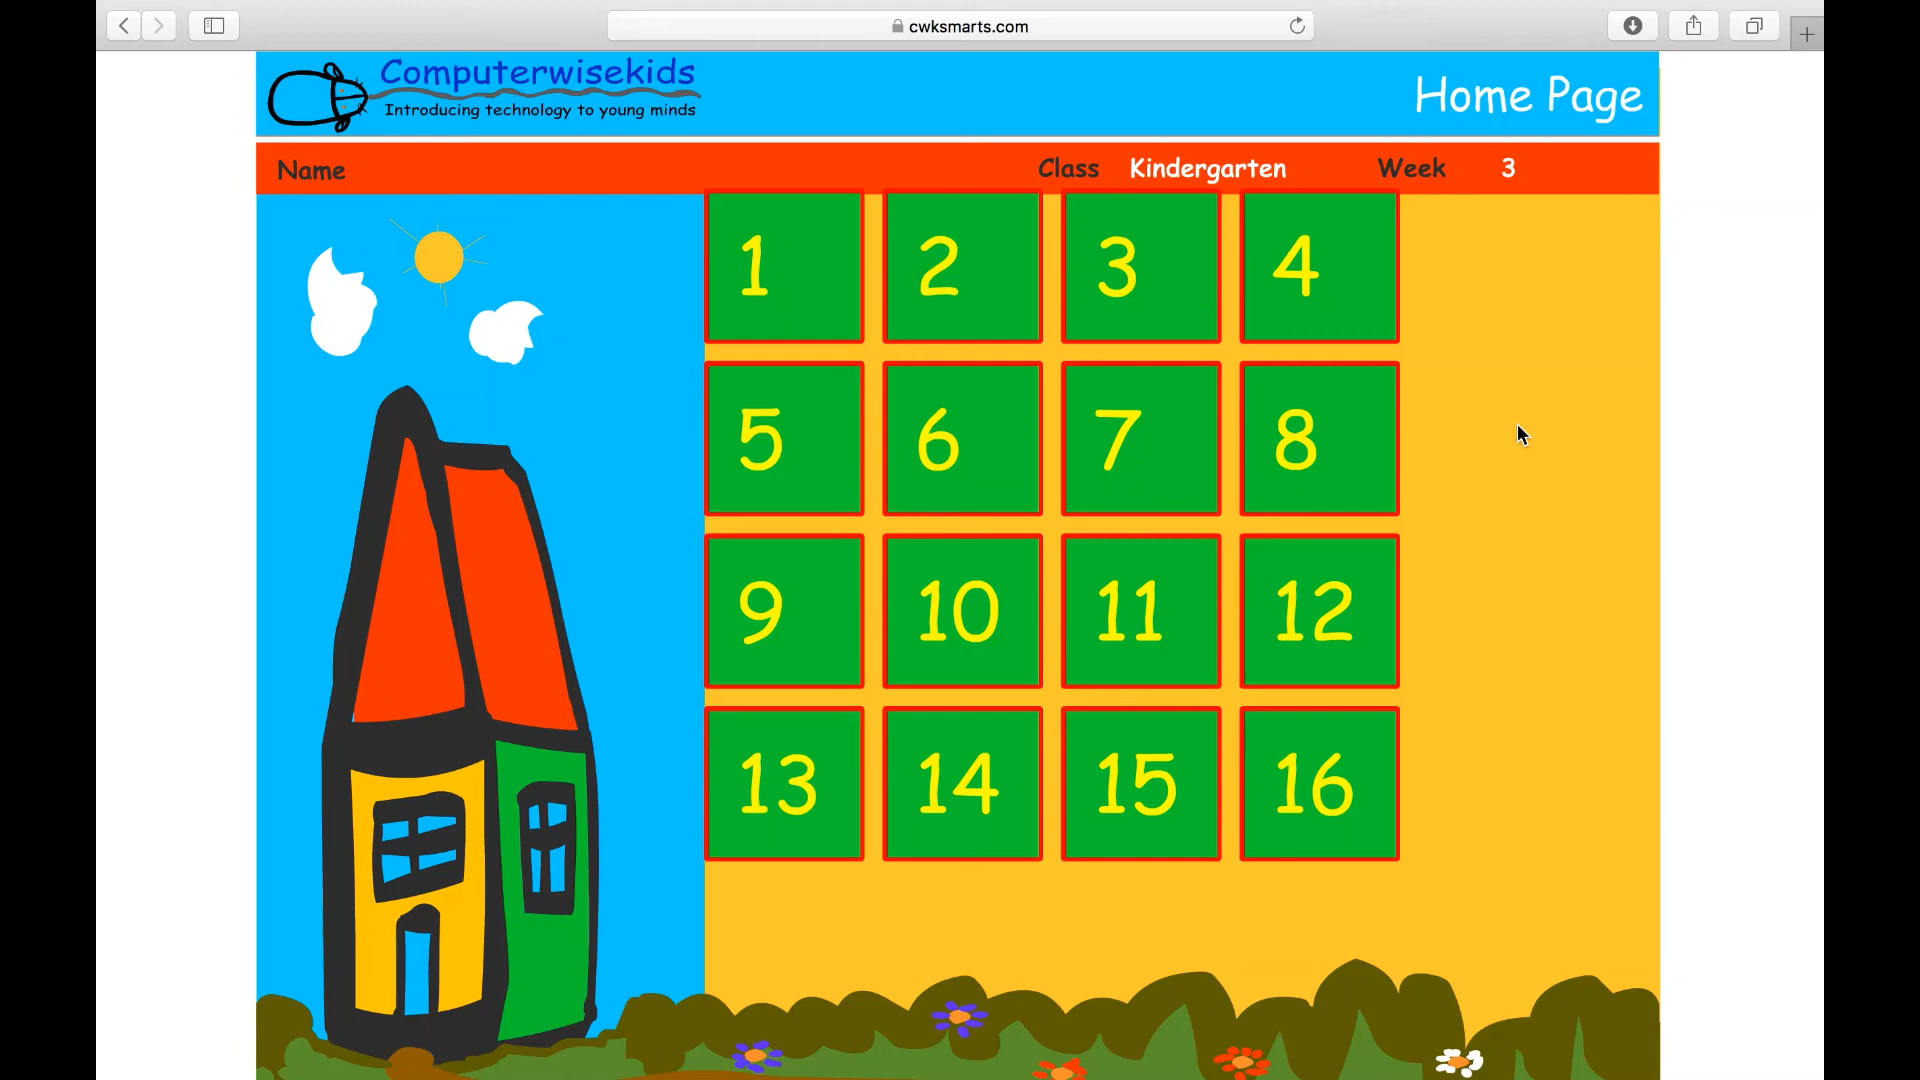 cwksmarts.com
Computerwisekids
Introducing technology to young minds
Home Page
Name Class Kindergarten Week 3
1 2 3 4
5 6 7 8
9 10 11 12
13 14 15 16